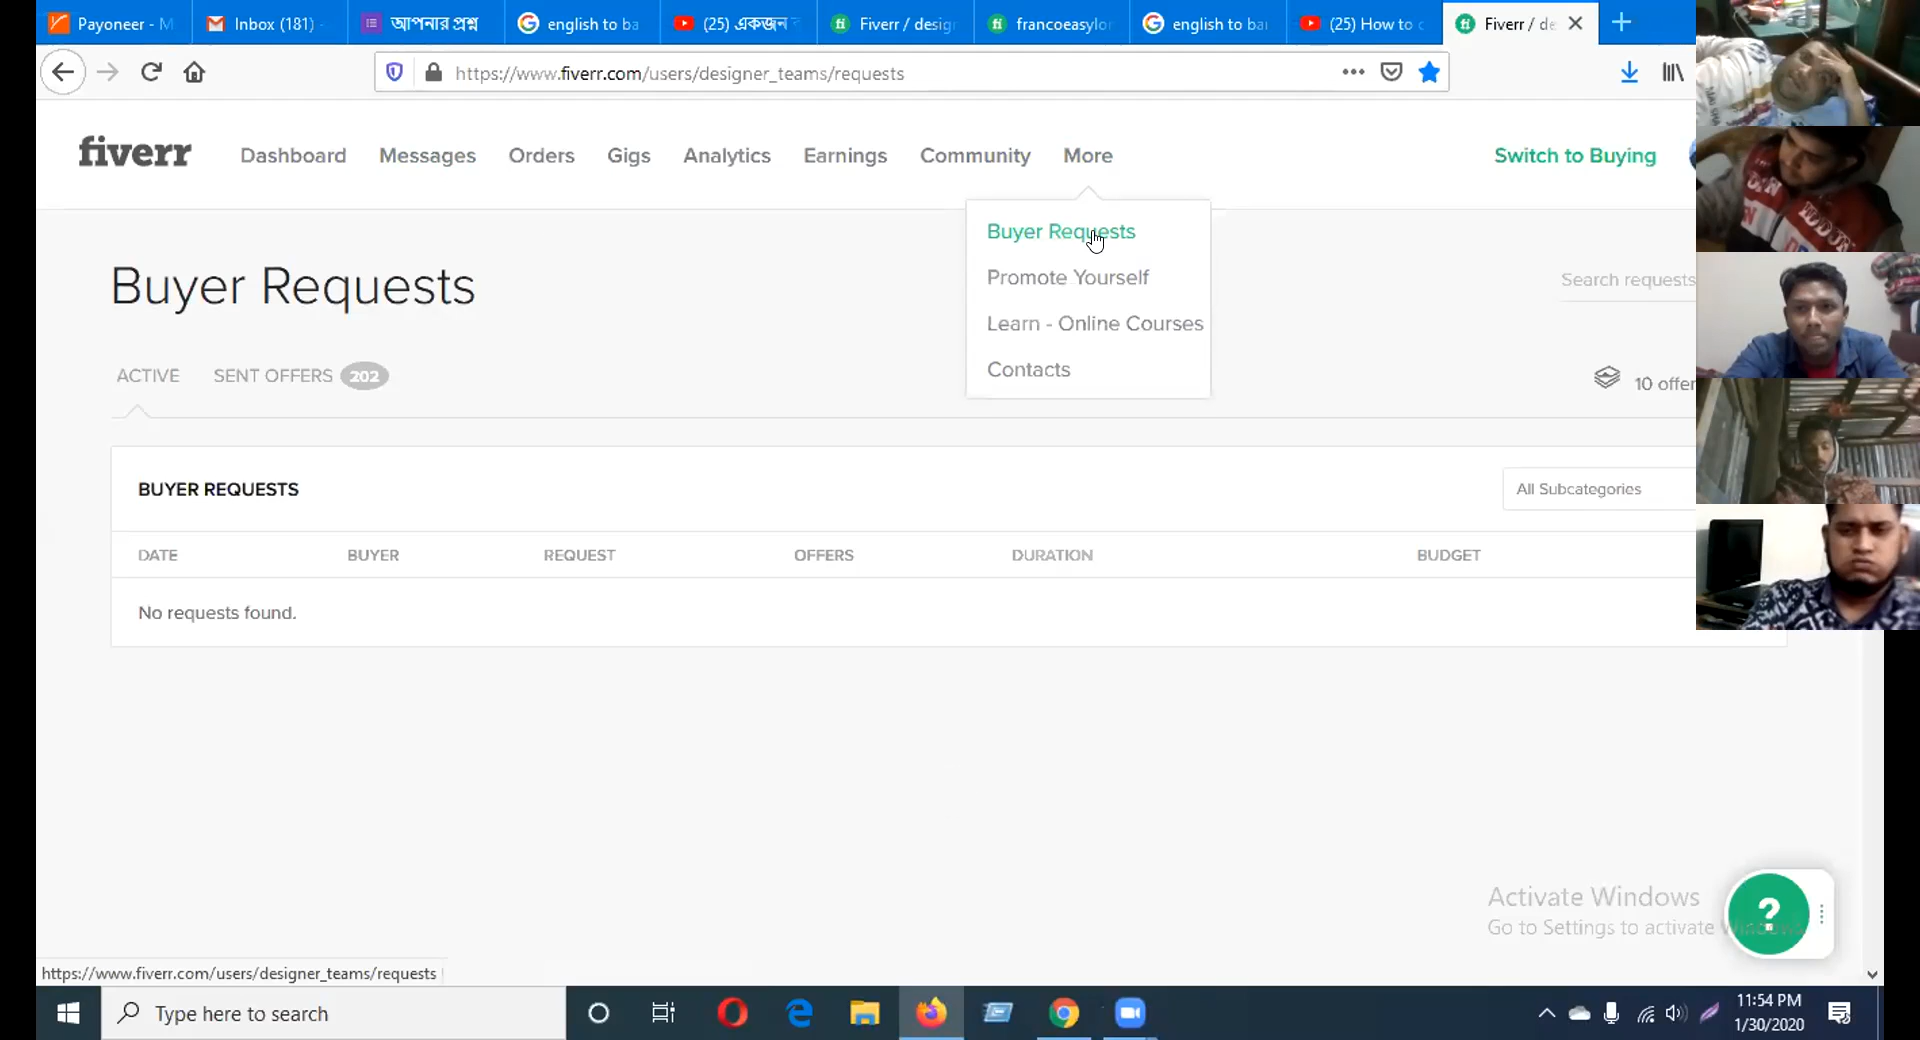 Payoneer - M
Inbox (181) -
আপনার প্রশ্ন
english to ba
(25) একজন
Fiverr / desig
francoeasylor
english to bar
(25) How to c
Fiverr / de
https://www.fiverr.com/users/designer_teams/requests
fiverr
Dashboard
Messages
Orders
Gigs
Analytics
Earnings
Community
More
Switch to Buying
Buyer Requests
Promote Yourself
Learn - Online Courses
Contacts
Buyer Requests
Search requests
ACTIVE
SENT OFFERS 202
10 offer
BUYER REQUESTS
All Subcategories
DATE
BUYER
REQUEST
OFFERS
DURATION
BUDGET
No requests found.
Activate Windows
Go to Settings to activate Windows.
?
https://www.fiverr.com/users/designer_teams/requests
Type here to search
11:54 PM
1/30/2020